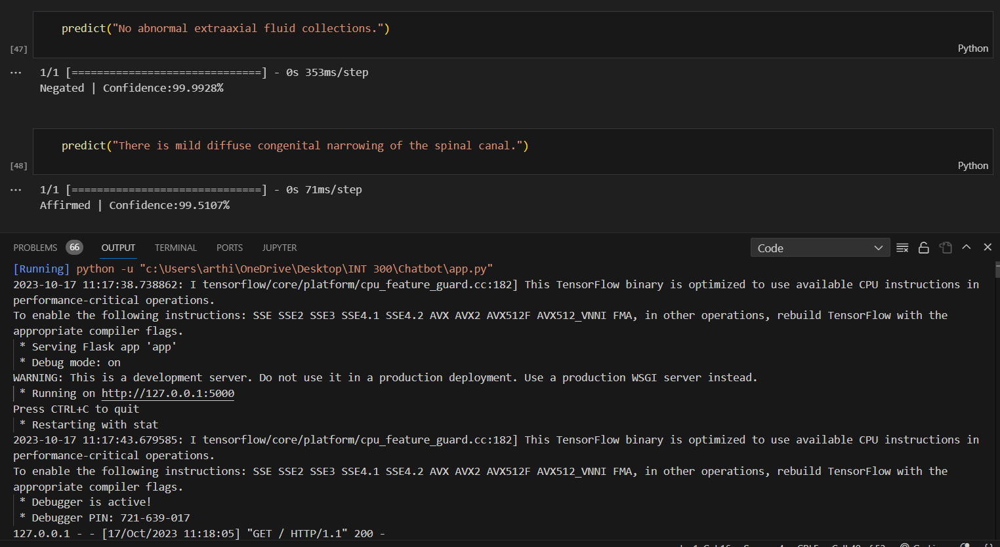 predict("No abnormal extraaxial fluid collections.")
[47]
Python
... 1/1 [==============================] - 0s 353ms/step
Negated | Confidence:99.9928%
predict("There is mild diffuse congenital narrowing of the spinal canal.")
[48]
Python
... 1/1 [==============================] - 0s 71ms/step
Affirmed | Confidence:99.5107%
PROBLEMS 66 OUTPUT TERMINAL PORTS JUPYTER Code
[Running] python -u "c:\Users\arthi\OneDrive\Desktop\INT 300\Chatbot\app.py"
2023-10-17 11:17:38.738862: I tensorflow/core/platform/cpu_feature_guard.cc:182] This TensorFlow binary is optimized to use available CPU instructions in
performance-critical operations.
To enable the following instructions: SSE SSE2 SSE3 SSE4.1 SSE4.2 AVX AVX2 AVX512F AVX512_VNNI FMA, in other operations, rebuild TensorFlow with the
appropriate compiler flags.
* Serving Flask app 'app'
* Debug mode: on
WARNING: This is a development server. Do not use it in a production deployment. Use a production WSGI server instead.
* Running on http://127.0.0.1:5000
Press CTRL+C to quit
* Restarting with stat
2023-10-17 11:17:43.679585: I tensorflow/core/platform/cpu_feature_guard.cc:182] This TensorFlow binary is optimized to use available CPU instructions in
performance-critical operations.
To enable the following instructions: SSE SSE2 SSE3 SSE4.1 SSE4.2 AVX AVX2 AVX512F AVX512_VNNI FMA, in other operations, rebuild TensorFlow with the
appropriate compiler flags.
* Debugger is active!
* Debugger PIN: 721-639-017
127.0.0.1 - - [17/Oct/2023 11:18:05] "GET / HTTP/1.1" 200 -